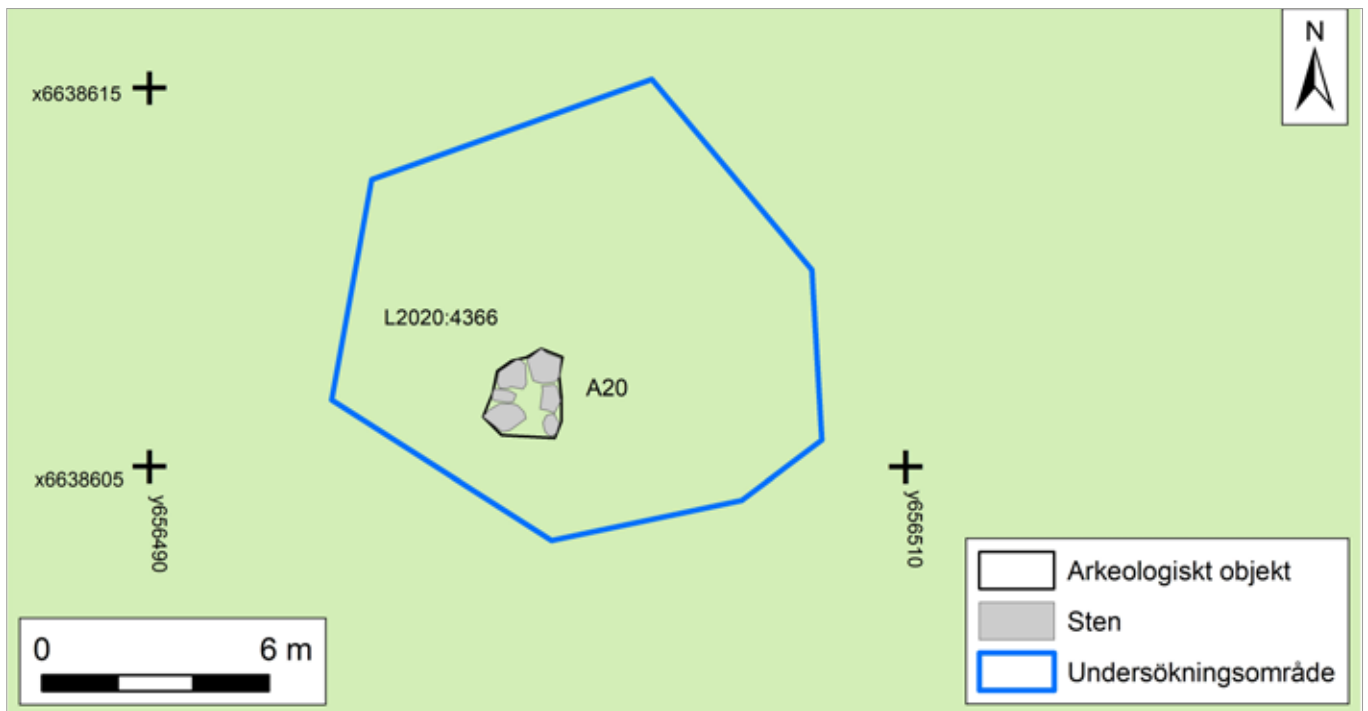 N
x6638615
L2020:4366
A20
x6638605
y656490
y656510
0 6 m
Arkeologiskt objekt
Sten
Undersökningsområde